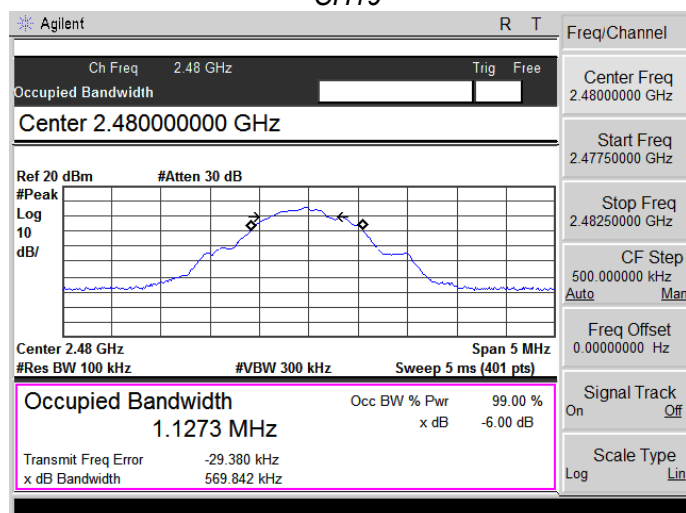 Agilent R T
Ch Freq 2.48 GHz Trig Free
Occupied Bandwidth
Center 2.480000000 GHz
Ref 20 dBm #Atten 30 dB
#Peak
Log
10
dB/
Center 2.48 GHz Span 5 MHz
#Res BW 100 kHz #VBW 300 kHz Sweep 5 ms (401 pts)
Occupied Bandwidth Occ BW % Pwr 99.00 %
1.1273 MHz x dB -6.00 dB
Transmit Freq Error -29.380 kHz
x dB Bandwidth 569.842 kHz
Freq/Channel
Center Freq
2.48000000 GHz
Start Freq
2.47750000 GHz
Stop Freq
2.48250000 GHz
CF Step
500.000000 kHz
Auto Man
Freq Offset
0.00000000 Hz
Signal Track
On Off
Scale Type
Log Lin